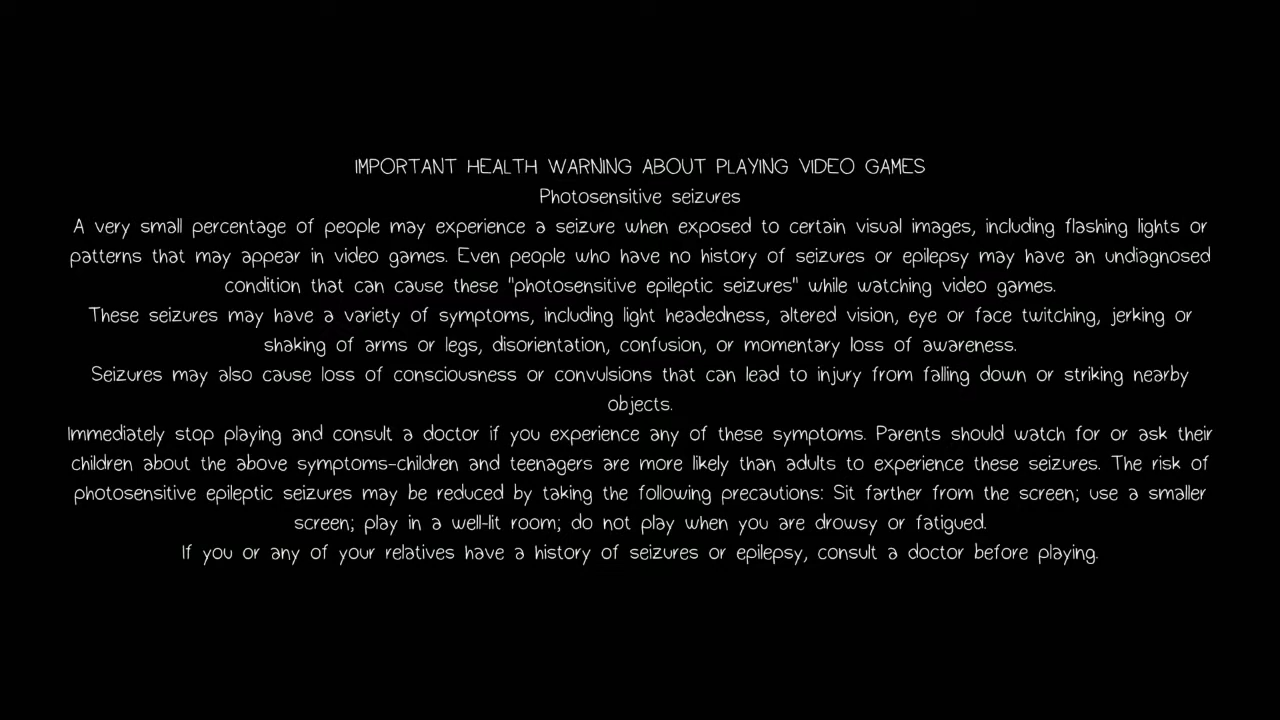 IMPORTANT HEALTH WARNING ABOUT PLAYING VIDEO GAMES
Photosensitive seizures
A very small percentage of people may experience a seizure when exposed to certain visual images, including flashing lights or
patterns that may appear in video games. Even people who have no history of seizures or epilepsy may have an undiagnosed
condition that can cause these "photosensitive epileptic seizures" while watching video games.
These seizures may have a variety of symptoms, including light headedness, altered vision, eye or face twitching, jerking or
shaking of arms or legs, disorientation, confusion, or momentary loss of awareness.
Seizures may also cause loss of consciousness or convulsions that can lead to injury from falling down or striking nearby
objects.
Immediately stop playing and consult a doctor if you experience any of these symptoms. Parents should watch for or ask their
children about the above symptoms-children and teenagers are more likely than adults to experience these seizures. The risk of
photosensitive epileptic seizures may be reduced by taking the following precautions: Sit farther from the screen; use a smaller
screen; play in a well-lit room; do not play when you are drowsy or fatigued.
If you or any of your relatives have a history of seizures or epilepsy, consult a doctor before playing.